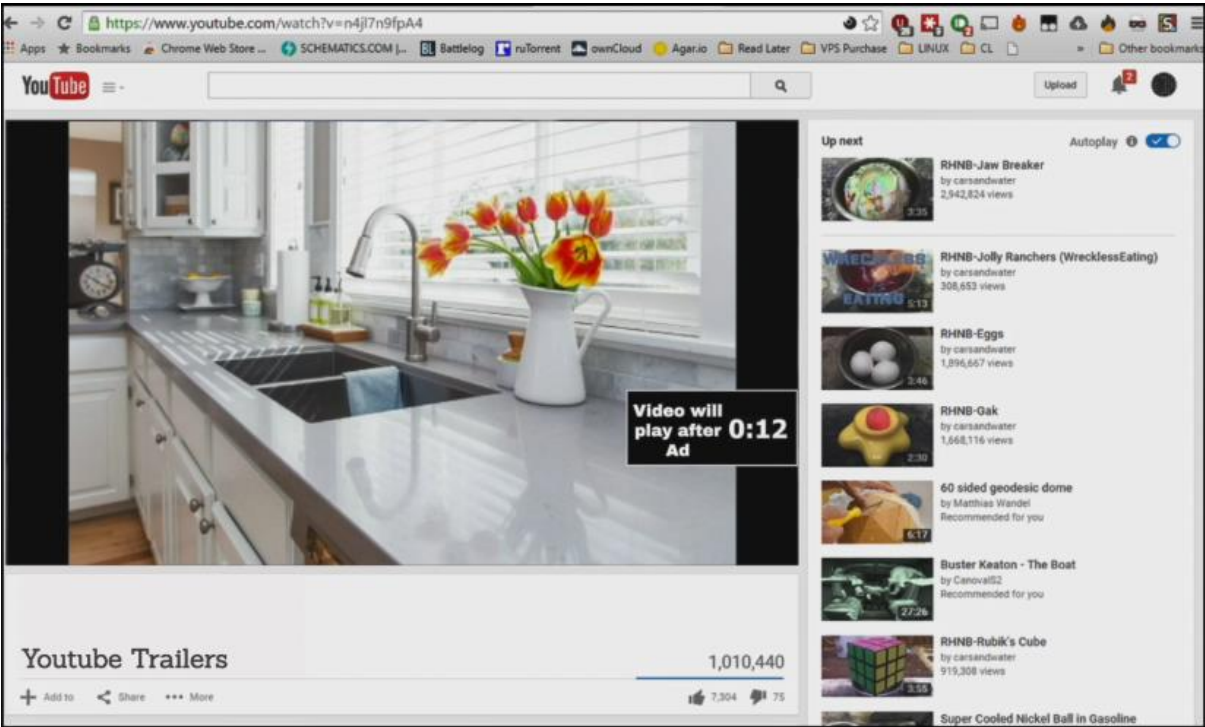 https://www.youtube.com/watch?v=n4jl7n9fpA4
Apps Bookmarks Chrome Web Store ... SCHEMATICS.COM |... BL Battlelog ruTorrent ownCloud Agar.io Read Later VPS Purchase LINUX CL » Other bookmarks
YouTube
Upload
2
Video will
play after 0:12
Ad
Youtube Trailers
1,010,440
Add to Share More
7,304 75
Up next Autoplay
RHNB-Jaw Breaker
by carsandwater
2,942,824 views
3:35
RHNB-Jolly Ranchers (WrecklessEating)
by carsandwater
308,653 views
WRECKLESS
EATING
5:13
RHNB-Eggs
by carsandwater
1,896,667 views
3:46
RHNB-Gak
by carsandwater
1,668,116 views
2:30
60 sided geodesic dome
by Matthias Wandel
Recommended for you
6:17
Buster Keaton - The Boat
by CanovalS2
Recommended for you
27:26
RHNB-Rubik's Cube
by carsandwater
919,308 views
3:55
Super Cooled Nickel Ball in Gasoline